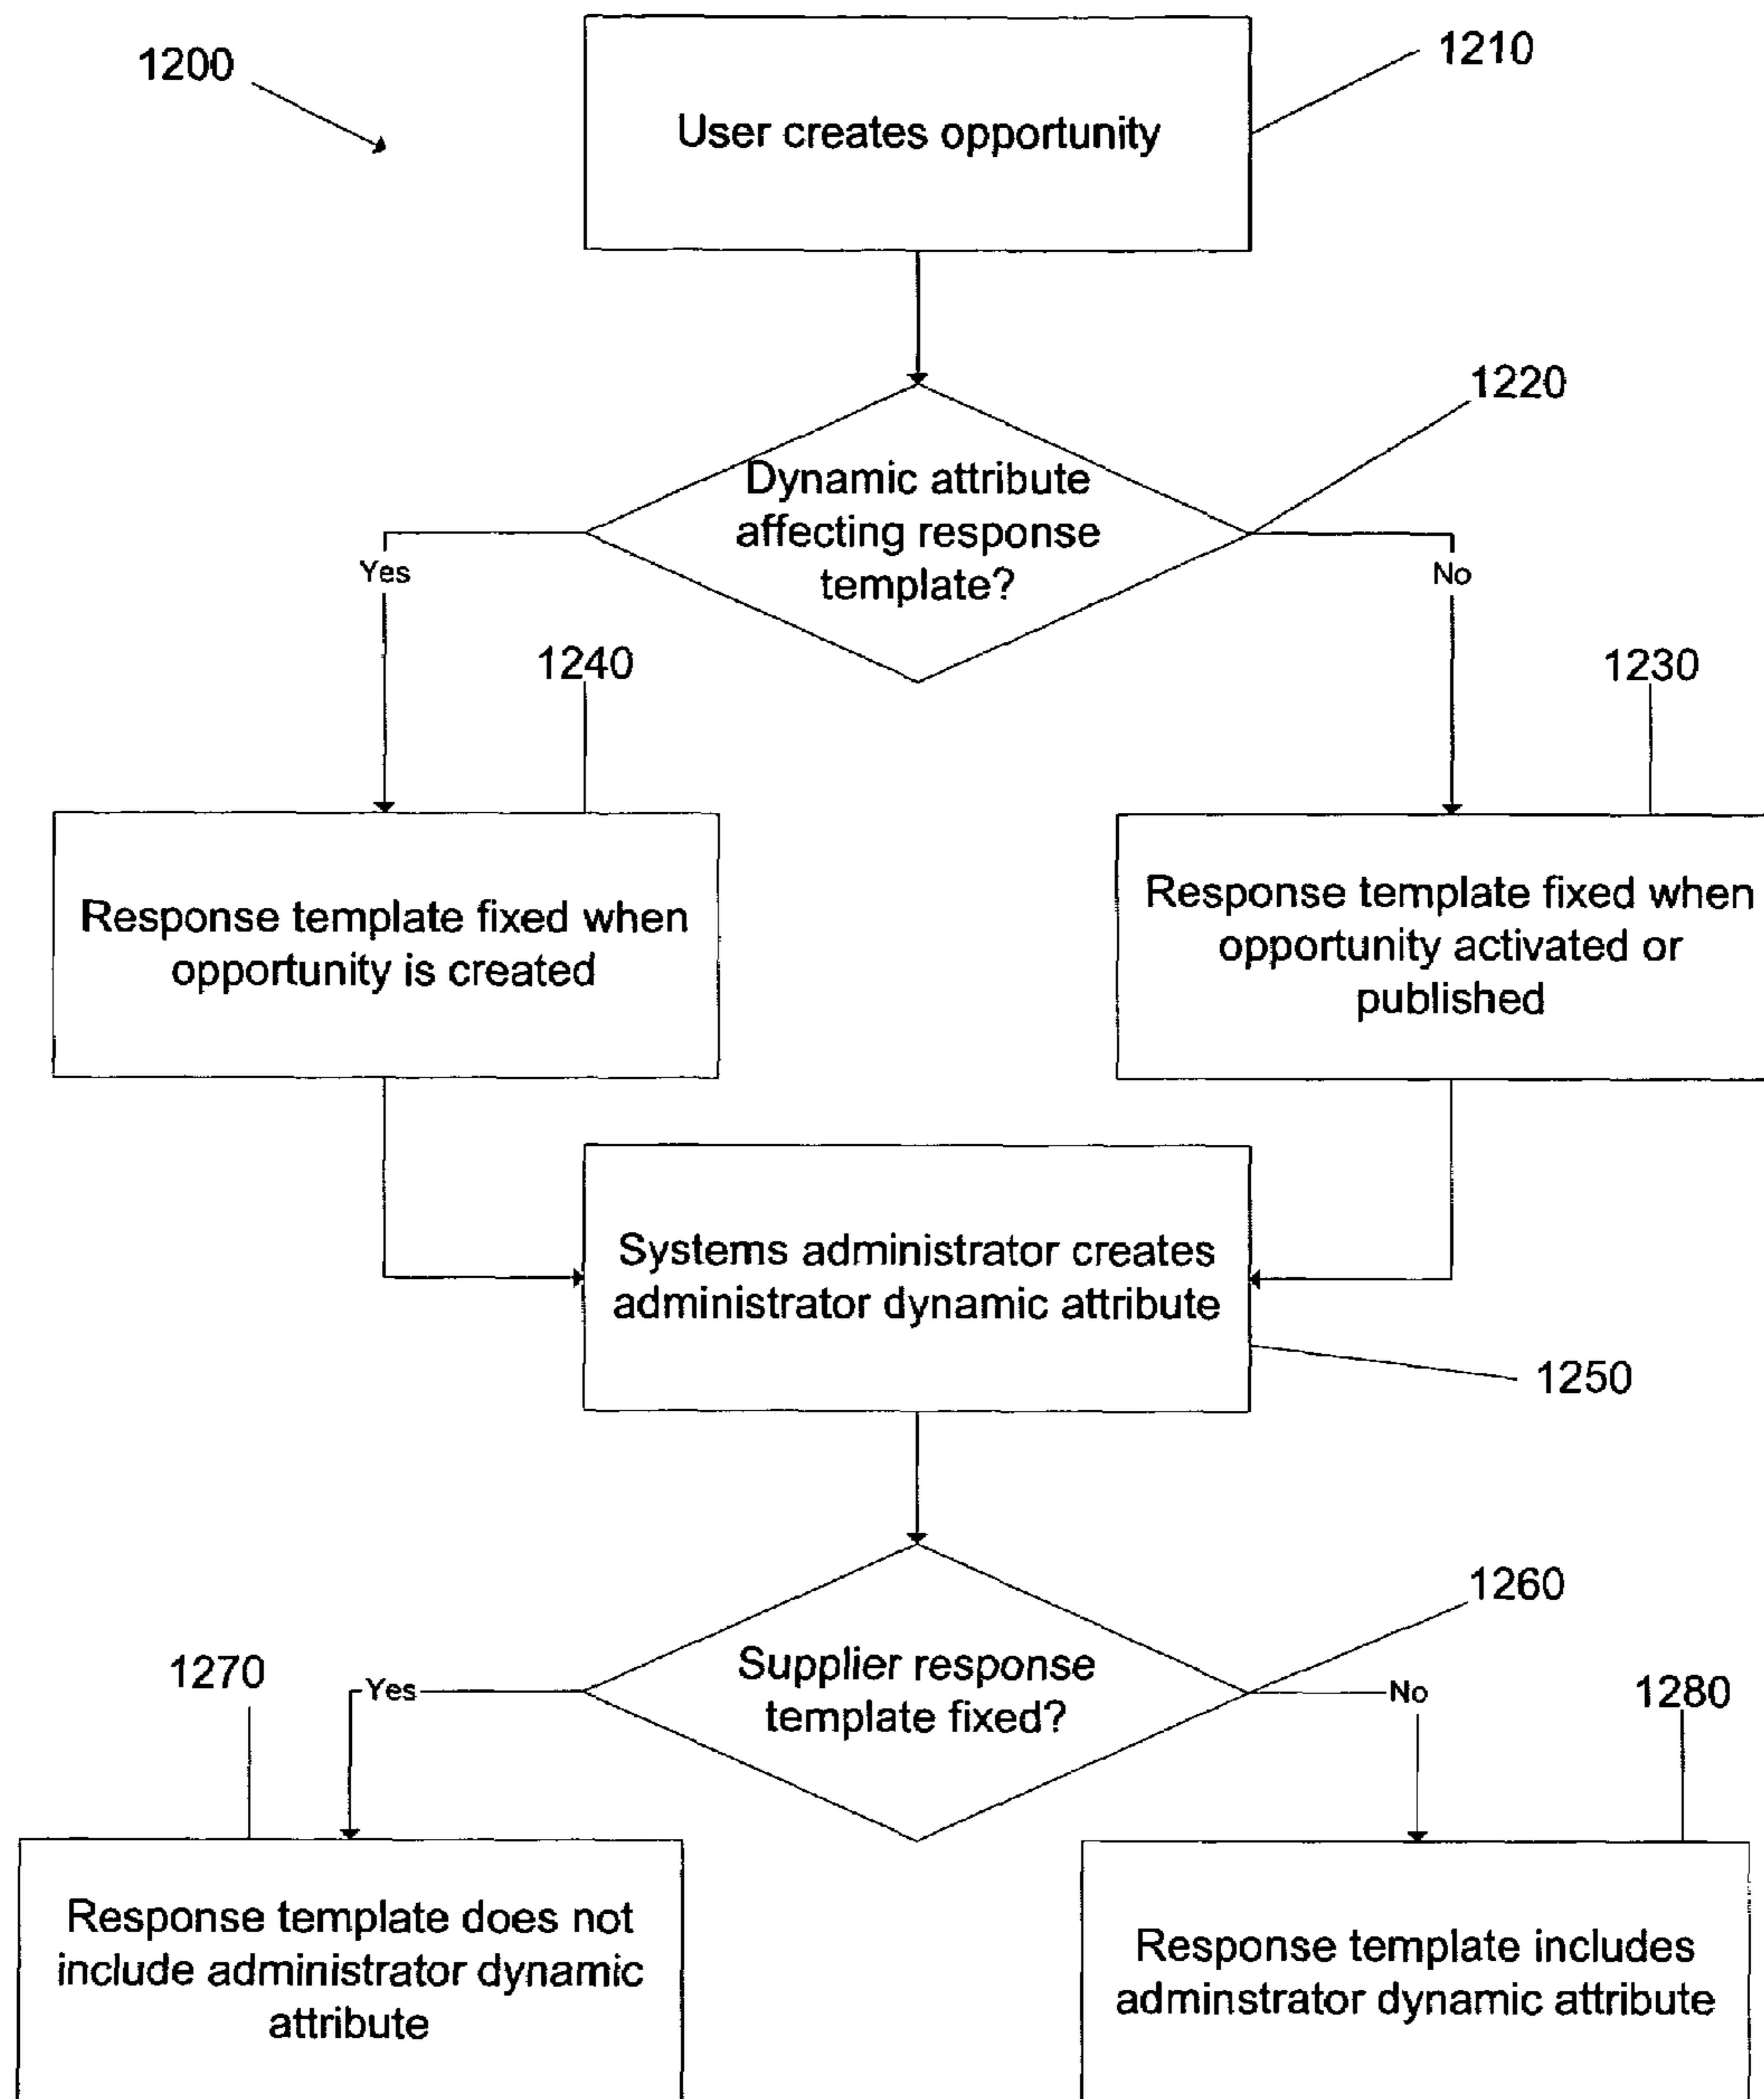 1200
1210
User creates opportunity
1220
Dynamic attribute
affecting response
template?
Yes
No
1240
1230
Response template fixed when
opportunity is created
Response template fixed when
opportunity activated or
published
Systems administrator creates
administrator dynamic attribute
1250
1260
Supplier response
template fixed?
1270
Yes
No
1280
Response template does not
include administrator dynamic
attribute
Response template includes
adminstrator dynamic attribute